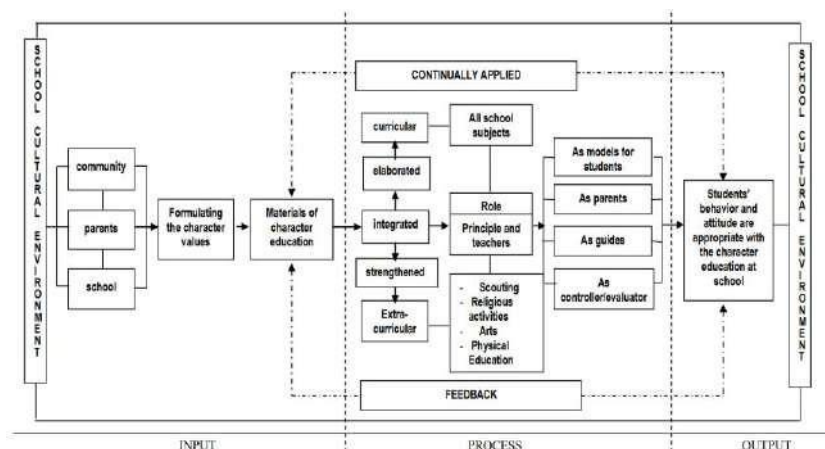 SCHOOL CULTURAL ENVIRONMENT
community
parents
school
Formulating
the character
values
Materials of
character
education
CONTINUALLY APPLIED
curricular
elaborated
integrated
strengthened
Extra-
curricular
All school
subjects
Role
Principle and
teachers
- Scouting
- Religious
activities
- Arts
- Physical
Education
As models for
students
As parents
As guides
As
controller/evaluator
FEEDBACK
Students'
behavior and
attitude are
appropriate with
the character
education at
school
SCHOOL CULTURAL ENVIRONMENT
INPUT
PROCESS
OUTPUT